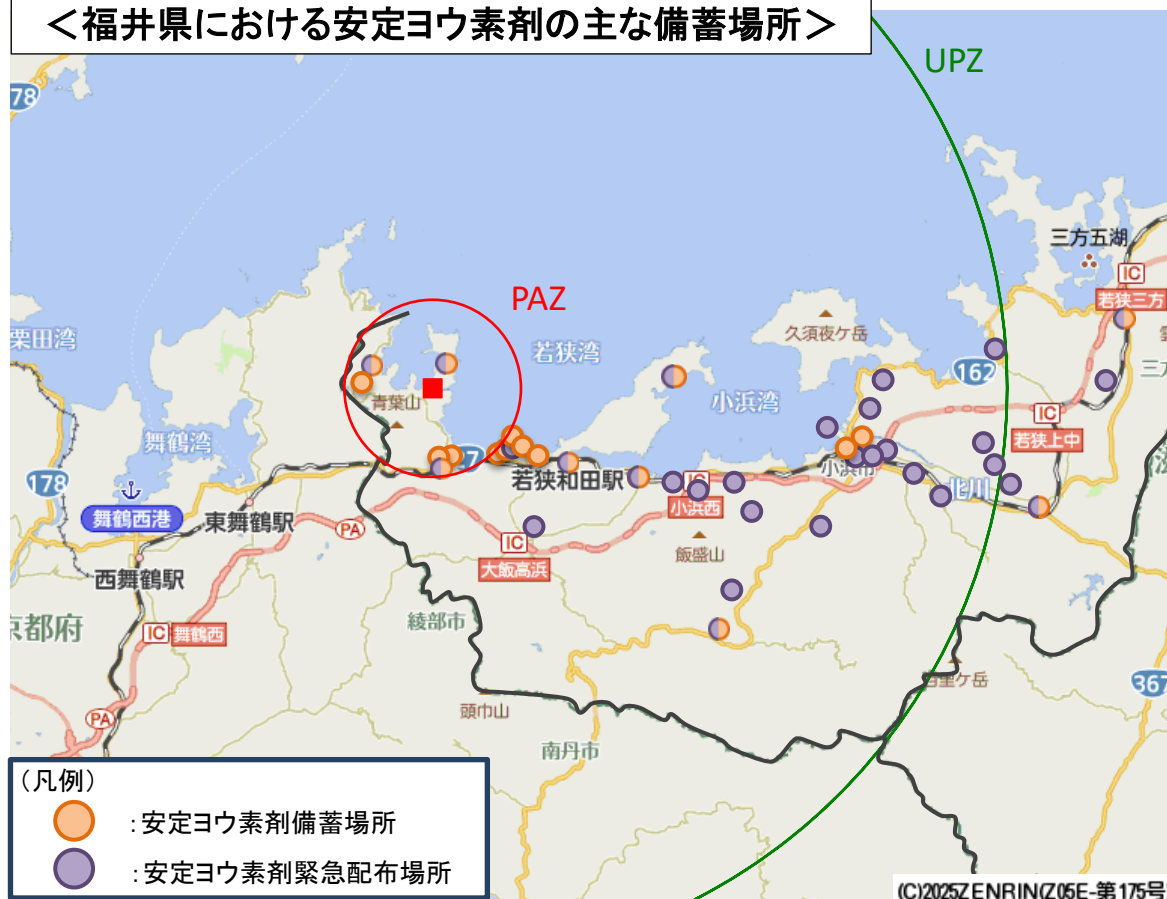 ＜福井県における安定ヨウ素剤の主な備蓄場所＞
UPZ
178
三方五湖
IC
若狭三方
PAZ
栗田湾
若狭湾
久須夜ケ岳
162
三方
小浜湾
青葉山
IC
若狭上中
舞鶴湾
小浜市
178
若狭和田駅
IC
小浜西
北川
舞鶴西港
東舞鶴駅
PA
飯盛山
IC
大飯高浜
西舞鶴駅
綾部市
京都府
IC
舞鶴西
百里ケ岳
367
頭巾山
PA
南丹市
（凡例）
：安定ヨウ素剤備蓄場所
：安定ヨウ素剤緊急配布場所
(C)2025ZENRIN(Z05E-第175号